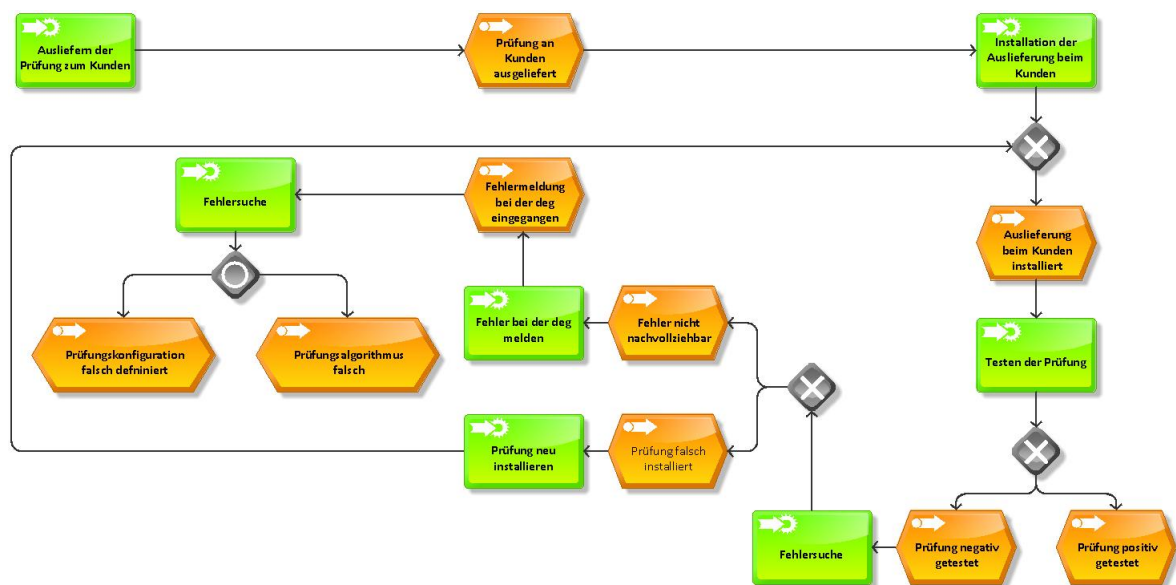 Ausliefern der
Prüfung zum Kunden
Prüfung an
Kunden
ausgeliefert
Installation der
Auslieferung beim
Kunden
Fehlersuche
Fehlermeldung
bei der deg
eingegangen
Auslieferung
beim Kunden
installiert
Prüfungskonfiguration
falsch defniniert
Prüfungsalgorithmus
falsch
Fehler bei der deg
melden
Fehler nicht
nachvollziehbar
Testen der Prüfung
Prüfung neu
installieren
Prüfung falsch
installiert
Fehlersuche
Prüfung negativ
getestet
Prüfung positiv
getestet